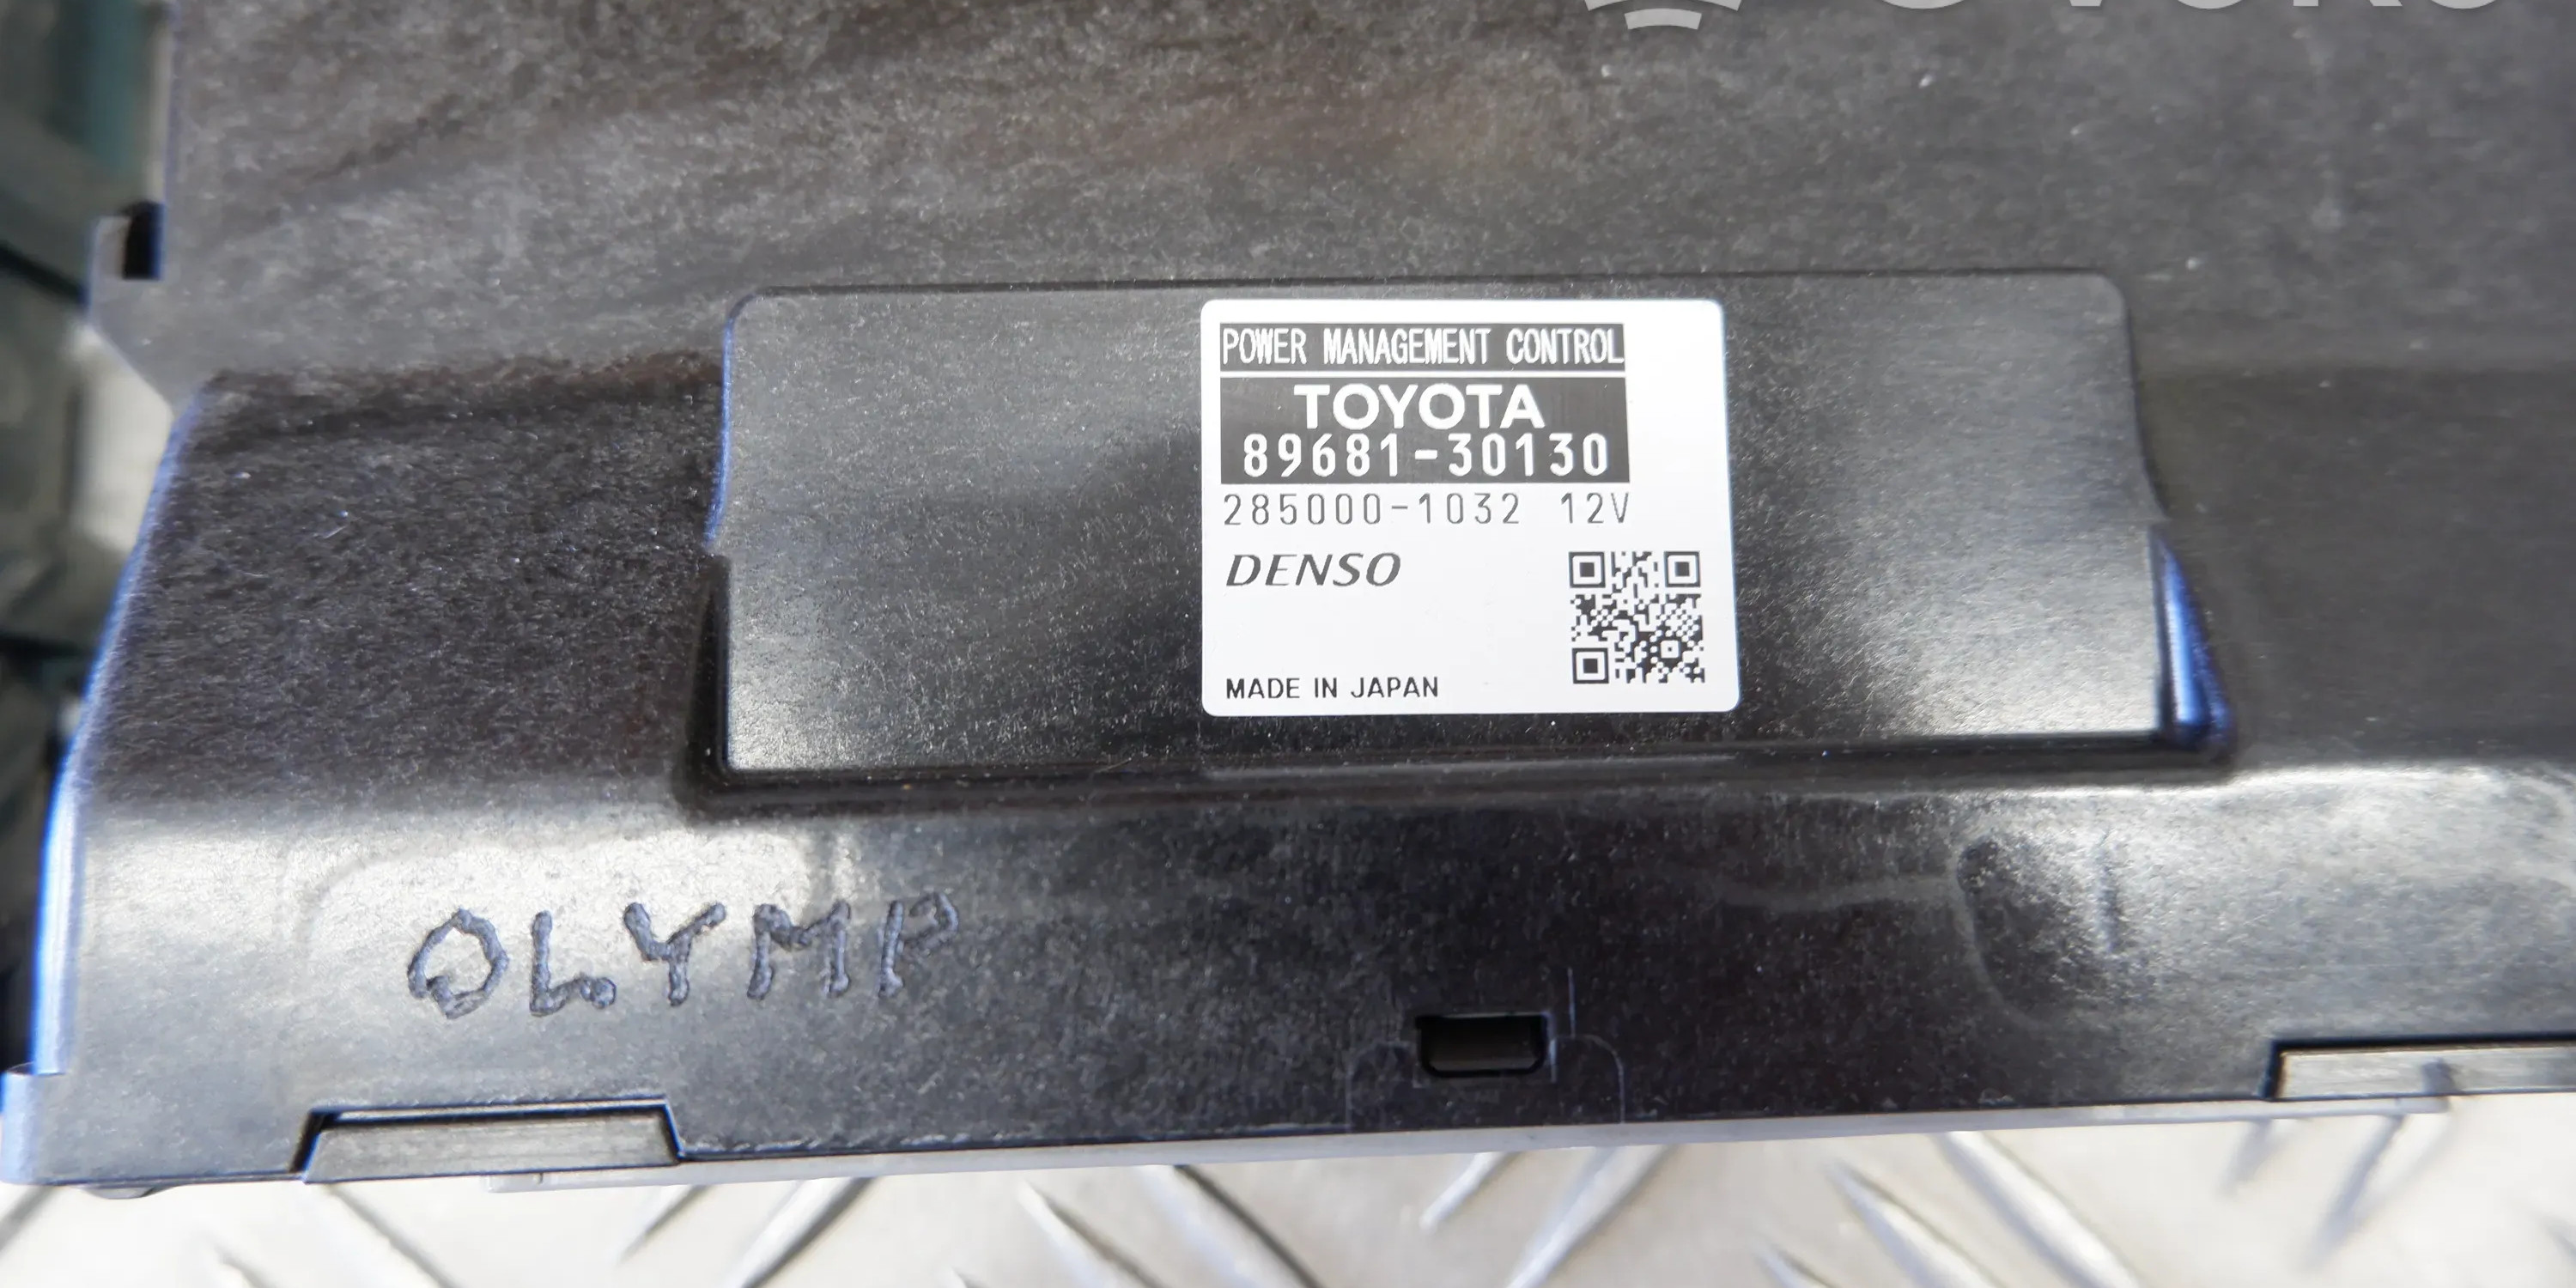 POWER MANAGEMENT CONTROL
TOYOTA
89681-30130
285000-1032 12V
DENSO
MADE IN JAPAN
OLYMP